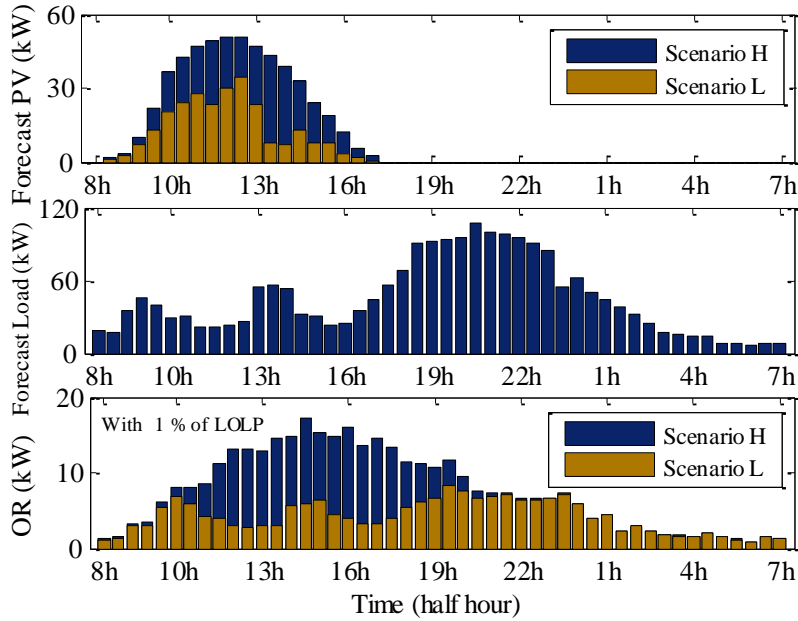 Forecast PV (kW)
60
30
0
Scenario H
Scenario L
8h 10h 13h 16h 19h 22h 1h 4h 7h
Forecast Load (kW)
120
60
0
8h 10h 13h 16h 19h 22h 1h 4h 7h
OR (kW)
20
10
0
With 1 % of LOLP
Scenario H
Scenario L
8h 10h 13h 16h 19h 22h 1h 4h 7h
Time (half hour)